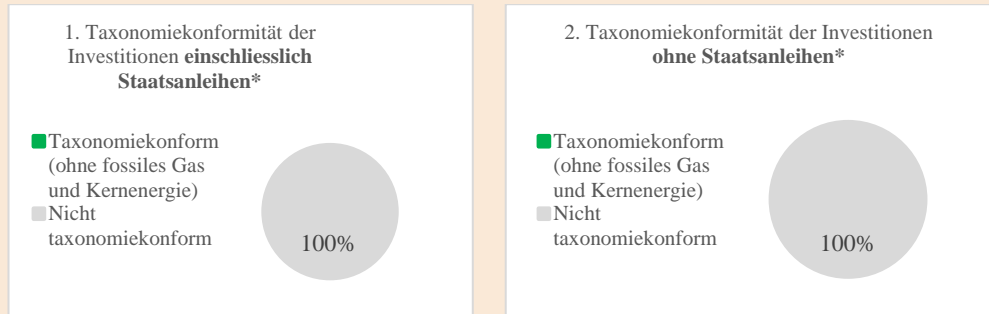 1. Taxonomiekonformität der
Investitionen einschliesslich
Staatsanleihen*
Taxonomiekonform
(ohne fossiles Gas
und Kernenergie)
Nicht
taxonomiekonform
100%
2. Taxonomiekonformität der Investitionen
ohne Staatsanleihen*
Taxonomiekonform
(ohne fossiles Gas
und Kernenergie)
Nicht
taxonomiekonform
100%